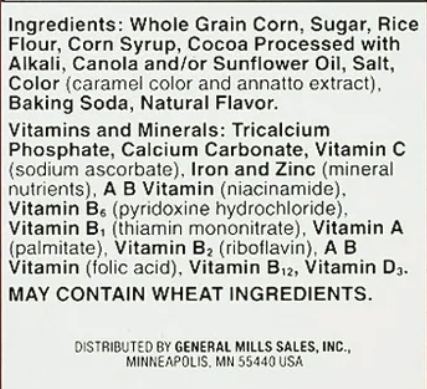 Ingredients: Whole Grain Corn, Sugar, Rice
Flour, Corn Syrup, Cocoa Processed with
Alkali, Canola and/or Sunflower Oil, Salt,
Color (caramel color and annatto extract),
Baking Soda, Natural Flavor.
Vitamins and Minerals: Tricalcium
Phosphate, Calcium Carbonate, Vitamin C
(sodium ascorbate), Iron and Zinc (mineral
nutrients), A B Vitamin (niacinamide),
Vitamin B₆ (pyridoxine hydrochloride),
Vitamin B₁ (thiamin mononitrate), Vitamin A
(palmitate), Vitamin B₂ (riboflavin), A B
Vitamin (folic acid), Vitamin B₁₂, Vitamin D₃.
MAY CONTAIN WHEAT INGREDIENTS.
DISTRIBUTED BY GENERAL MILLS SALES, INC.,
MINNEAPOLIS, MN 55440 USA